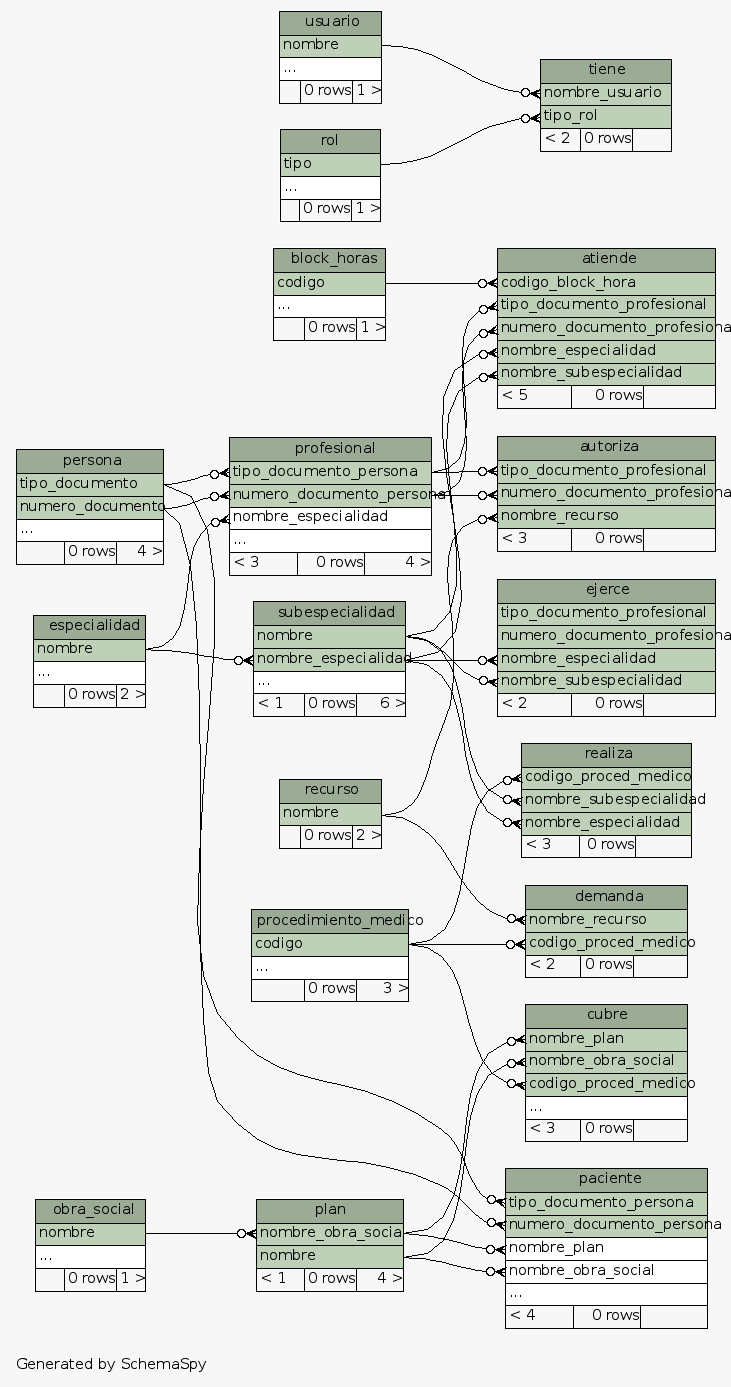 usuario
nombre
...
0 rows 1 >
tiene
nombre_usuario
tipo_rol
< 2 0 rows
rol
tipo
...
0 rows 1 >
block_horas
codigo
...
0 rows 1 >
atiende
codigo_block_hora
tipo_documento_profesional
numero_documento_profesiona
nombre_especialidad
nombre_subespecialidad
< 5 0 rows
persona
tipo_documento
numero_documento
...
0 rows 4 >
profesional
tipo_documento_persona
numero_documento_persona
nombre_especialidad
...
< 3 0 rows 4 >
autoriza
tipo_documento_profesional
numero_documento_profesiona
nombre_recurso
< 3 0 rows
especialidad
nombre
...
0 rows 2 >
subespecialidad
nombre
nombre_especialidad
...
< 1 0 rows 6 >
ejerce
tipo_documento_profesional
numero_documento_profesiona
nombre_especialidad
nombre_subespecialidad
< 2 0 rows
recurso
nombre
0 rows 2 >
realiza
codigo_proced_medico
nombre_subespecialidad
nombre_especialidad
< 3 0 rows
procedimiento_medico
codigo
...
0 rows 3 >
demanda
nombre_recurso
codigo_proced_medico
< 2 0 rows
cubre
nombre_plan
nombre_obra_social
codigo_proced_medico
...
< 3 0 rows
obra_social
nombre
...
0 rows 1 >
plan
nombre_obra_socia
nombre
< 1 0 rows 4 >
paciente
tipo_documento_persona
numero_documento_persona
nombre_plan
nombre_obra_social
...
< 4 0 rows
Generated by SchemaSpy